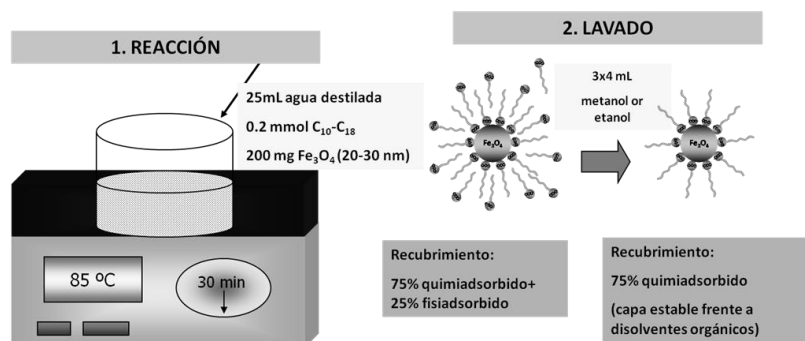 1. REACCIÓN
25mL agua destilada
0.2 mmol C₁₀-C₁₈
200 mg Fe₃O₄ (20-30 nm)
85 ºC
30 min
2. LAVADO
Fe₃O₄
3x4 mL
metanol or
etanol
Fe₃O₄
Recubrimiento:
75% quimiadsorbido+
25% fisiadsorbido
Recubrimiento:
75% quimiadsorbido
(capa estable frente a
disolventes orgánicos)